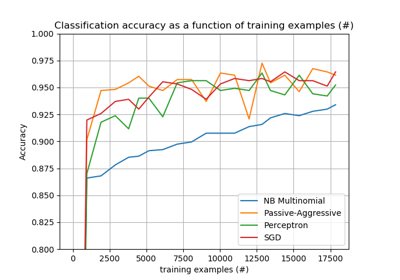 Classification accuracy as a function of training examples (#)
1.000
0.975
0.950
0.925
0.900
0.875
0.850
0.825
0.800
Accuracy
NB Multinomial
Passive-Aggressive
Perceptron
SGD
0 2500 5000 7500 10000 12500 15000 17500
training examples (#)